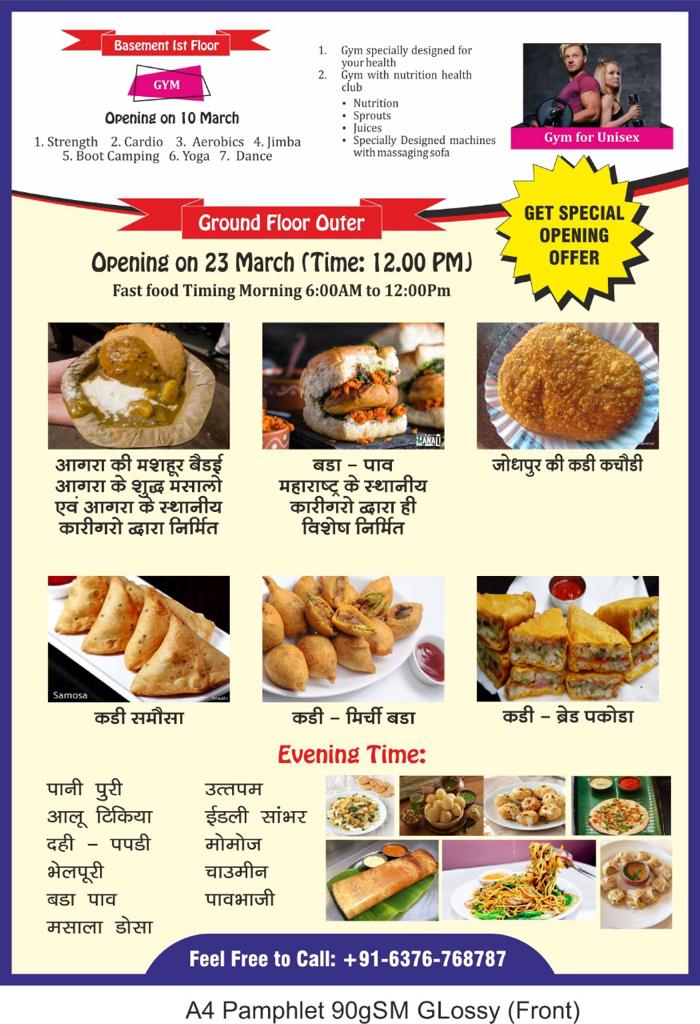 Basement Ist Floor
GYM
Opening on 10 March
1. Strength 2. Cardio 3. Aerobics 4. Jimba
5. Boot Camping 6. Yoga 7. Dance
1. Gym specially designed for
your health
2. Gym with nutrition health
club
• Nutrition
• Sprouts
• Juices
• Specially Designed machines
with massaging sofa
Gym for Unisex
Ground Floor Outer
GET SPECIAL
OPENING
OFFER
Opening on 23 March (Time: 12.00 PM)
Fast food Timing Morning 6:00AM to 12:00Pm
MANALI
आगरा की मशहूर बैडई
आगरा के शुद्ध मसालो
एवं आगरा के स्थानीय
कारीगरो द्वारा निर्मित
बडा – पाव
महाराष्ट्र के स्थानीय
कारीगरो द्वारा ही
विशेष निर्मित
जोधपुर की कडी कचौडी
Samosa
कडी समौसा
कडी – मिर्ची बडा
कडी – ब्रेड पकोडा
Evening Time:
पानी पुरी
आलू टिकिया
दही – पपडी
भेलपूरी
बडा पाव
मसाला डोसा
उत्तपम
ईडली सांभर
मोमोज
चाउमीन
पावभाजी
Feel Free to Call: +91-6376-768787
A4 Pamphlet 90gSM GLossy (Front)